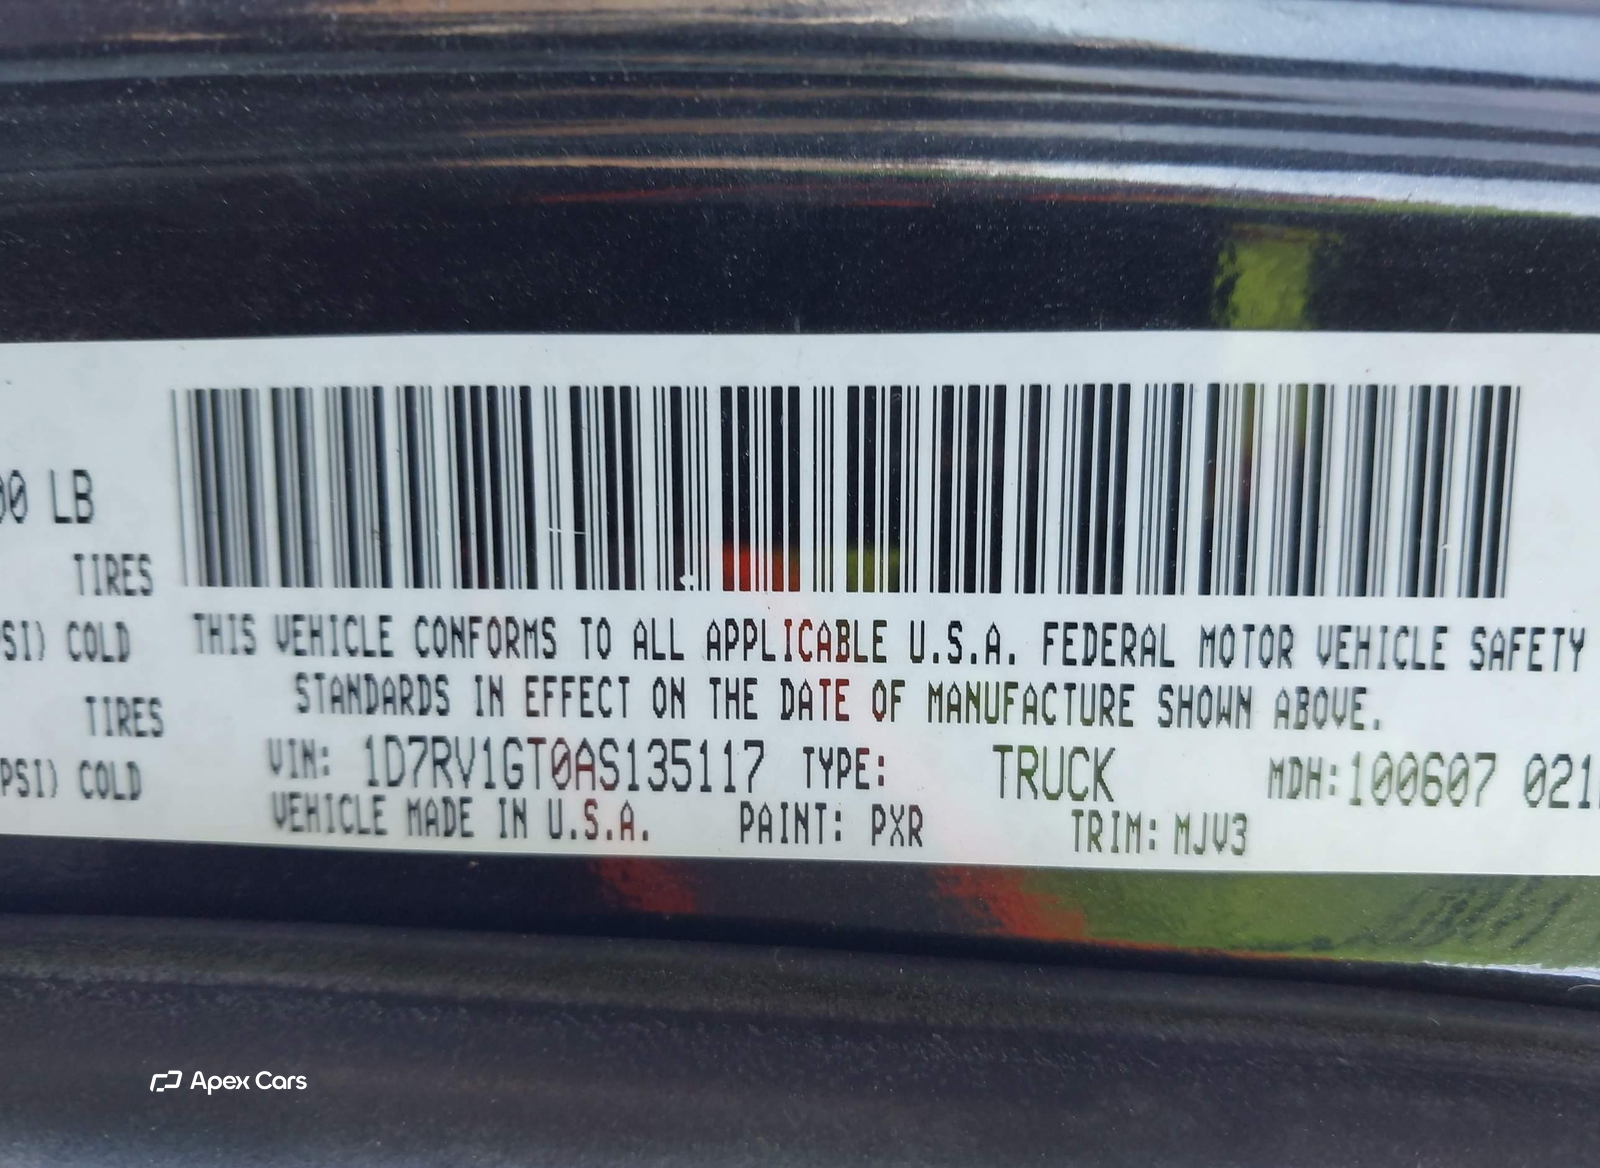 00 LB
TIRES
PSI) COLD
TIRES
PSI) COLD
THIS VEHICLE CONFORMS TO ALL APPLICABLE U.S.A. FEDERAL MOTOR VEHICLE SAFETY
STANDARDS IN EFFECT ON THE DATE OF MANUFACTURE SHOWN ABOVE.
VIN: 1D7RV1GT0AS135117 TYPE: TRUCK MDH:100607 021
VEHICLE MADE IN U.S.A. PAINT: PXR TRIM: MJV3
Apex Cars